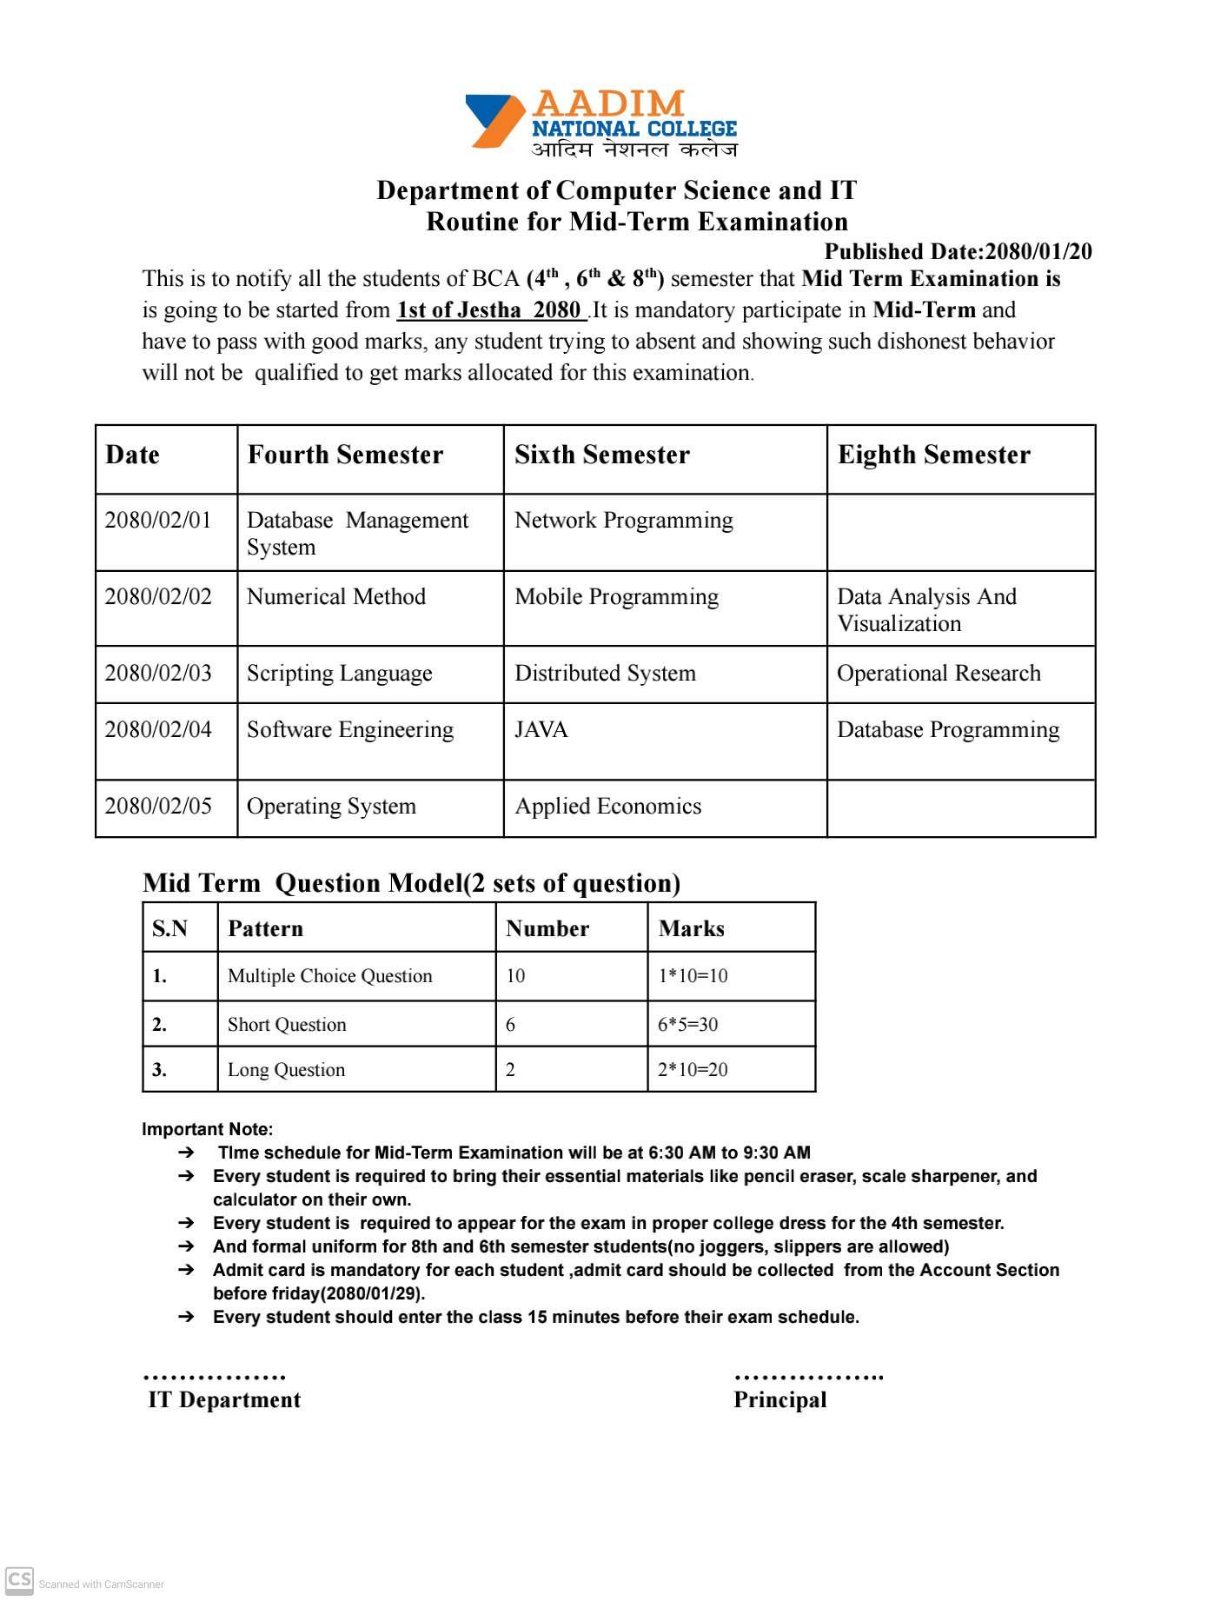 AADIM
NATIONAL COLLEGE
आदिम नेशनल कलेज
Department of Computer Science and IT
Routine for Mid-Term Examination
Published Date:2080/01/20
This is to notify all the students of BCA (4th , 6th & 8th) semester that Mid Term Examination is
is going to be started from 1st of Jestha 2080 .It is mandatory participate in Mid-Term and
have to pass with good marks, any student trying to absent and showing such dishonest behavior
will not be qualified to get marks allocated for this examination.
Date Fourth Semester Sixth Semester Eighth Semester
2080/02/01 Database Management Network Programming
System
2080/02/02 Numerical Method Mobile Programming Data Analysis And
Visualization
2080/02/03 Scripting Language Distributed System Operational Research
2080/02/04 Software Engineering JAVA Database Programming
2080/02/05 Operating System Applied Economics
Mid Term Question Model(2 sets of question)
S.N Pattern Number Marks
1. Multiple Choice Question 10 1*10=10
2. Short Question 6 6*5=30
3. Long Question 2 2*10=20
Important Note:
➔ TIme schedule for Mid-Term Examination will be at 6:30 AM to 9:30 AM
➔ Every student is required to bring their essential materials like pencil eraser, scale sharpener, and
calculator on their own.
➔ Every student is required to appear for the exam in proper college dress for the 4th semester.
➔ And formal uniform for 8th and 6th semester students(no joggers, slippers are allowed)
➔ Admit card is mandatory for each student ,admit card should be collected from the Account Section
before friday(2080/01/29).
➔ Every student should enter the class 15 minutes before their exam schedule.
................ .................
IT Department Principal
CS Scanned with CamScanner